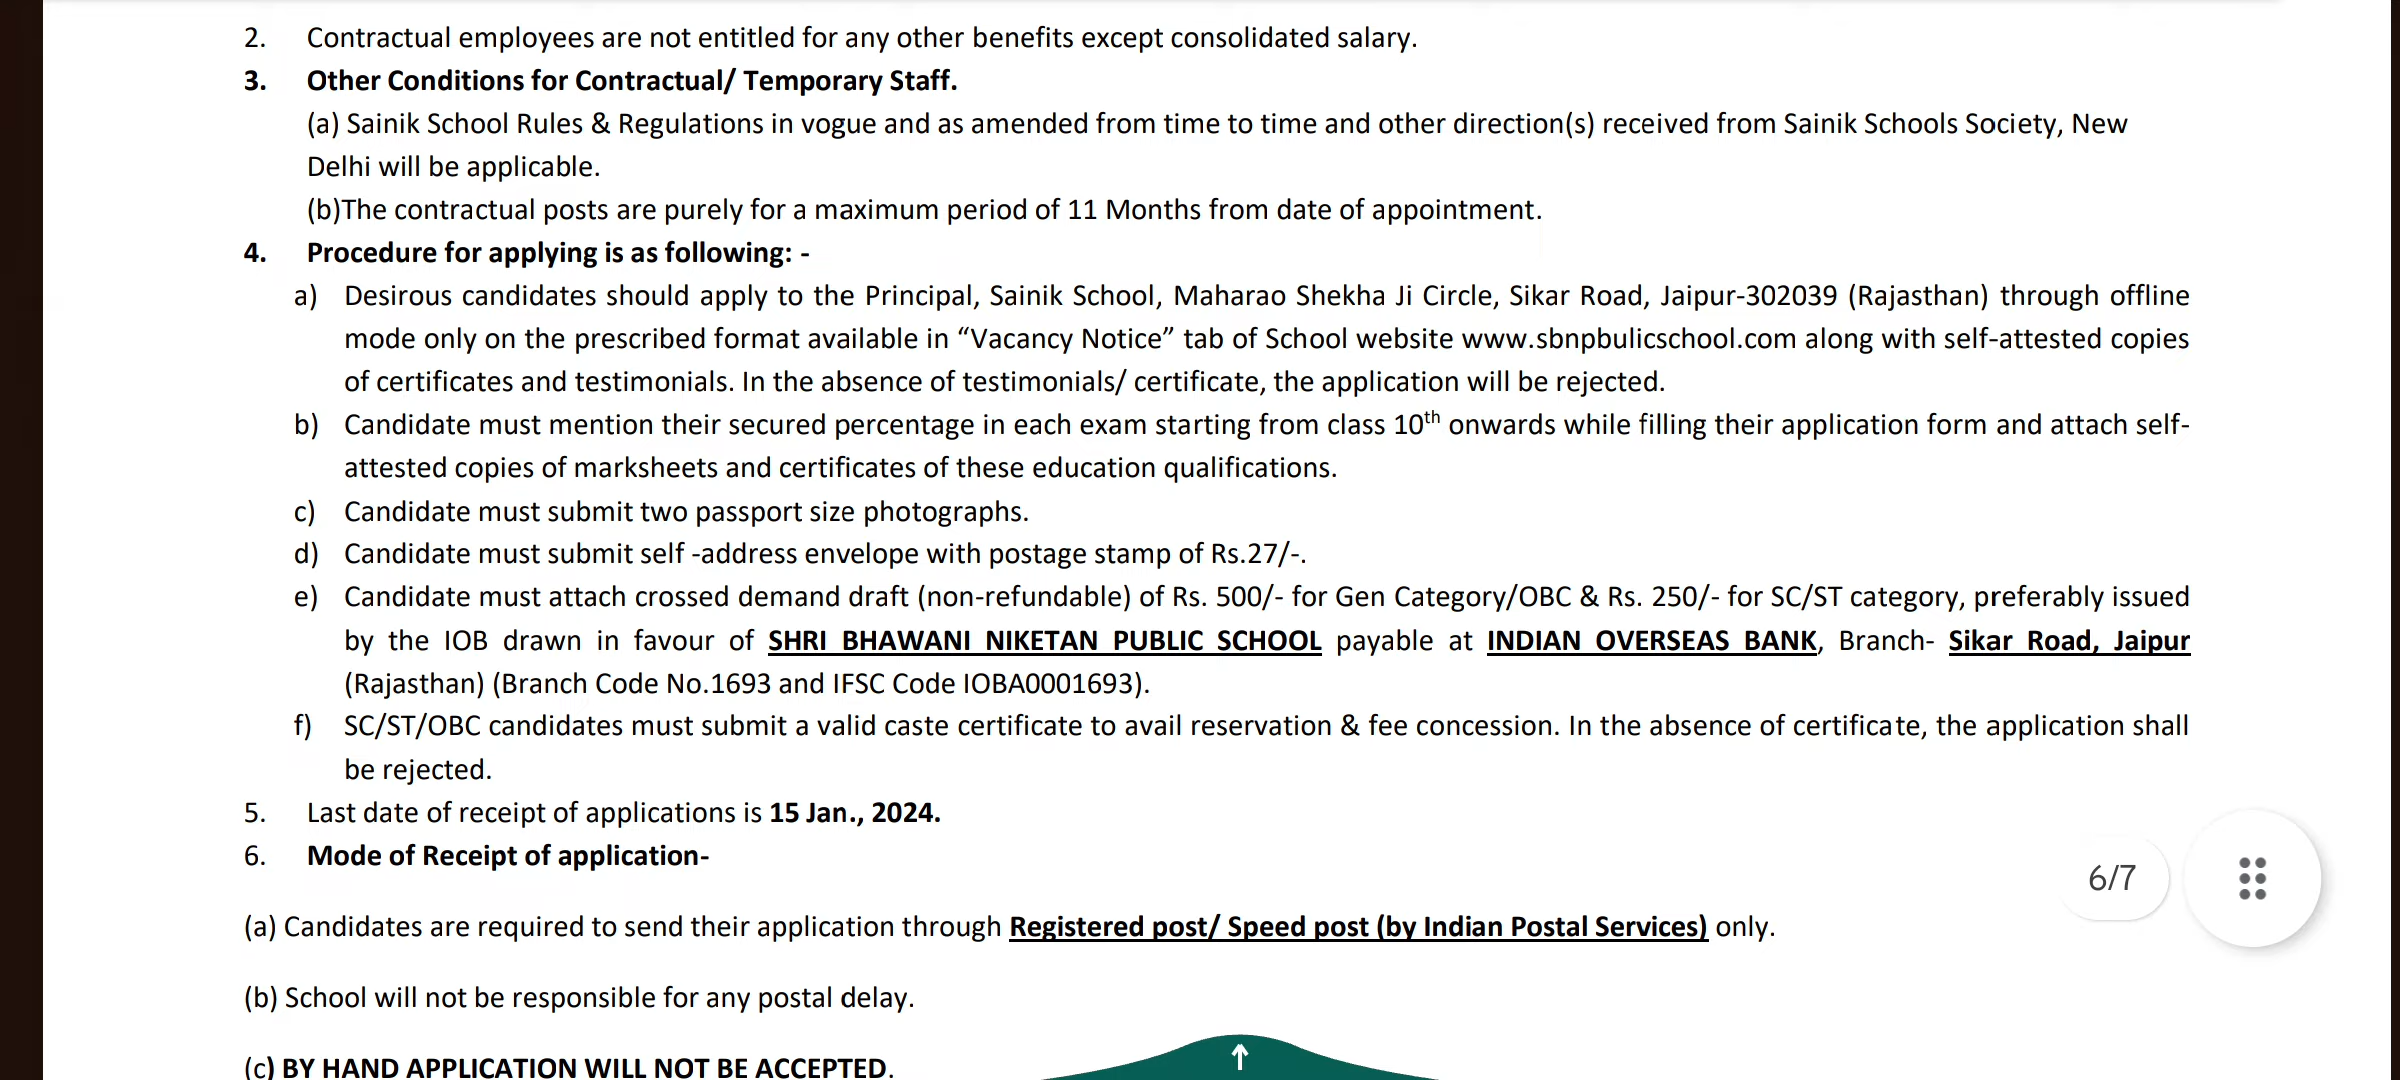 2. Contractual employees are not entitled for any other benefits except consolidated salary.
3. Other Conditions for Contractual/ Temporary Staff.
(a) Sainik School Rules & Regulations in vogue and as amended from time to time and other direction(s) received from Sainik Schools Society, New
Delhi will be applicable.
(b)The contractual posts are purely for a maximum period of 11 Months from date of appointment.
4. Procedure for applying is as following: -
a) Desirous candidates should apply to the Principal, Sainik School, Maharao Shekha Ji Circle, Sikar Road, Jaipur-302039 (Rajasthan) through offline
mode only on the prescribed format available in “Vacancy Notice” tab of School website www.sbnpbulicschool.com along with self-attested copies
of certificates and testimonials. In the absence of testimonials/ certificate, the application will be rejected.
b) Candidate must mention their secured percentage in each exam starting from class 10th onwards while filling their application form and attach self-
attested copies of marksheets and certificates of these education qualifications.
c) Candidate must submit two passport size photographs.
d) Candidate must submit self -address envelope with postage stamp of Rs.27/-.
e) Candidate must attach crossed demand draft (non-refundable) of Rs. 500/- for Gen Category/OBC & Rs. 250/- for SC/ST category, preferably issued
by the IOB drawn in favour of SHRI BHAWANI NIKETAN PUBLIC SCHOOL payable at INDIAN OVERSEAS BANK, Branch- Sikar Road, Jaipur
(Rajasthan) (Branch Code No.1693 and IFSC Code IOBA0001693).
f) SC/ST/OBC candidates must submit a valid caste certificate to avail reservation & fee concession. In the absence of certificate, the application shall
be rejected.
5. Last date of receipt of applications is 15 Jan., 2024.
6. Mode of Receipt of application-
6/7
(a) Candidates are required to send their application through Registered post/ Speed post (by Indian Postal Services) only.
(b) School will not be responsible for any postal delay.
(c) BY HAND APPLICATION WILL NOT BE ACCEPTED.